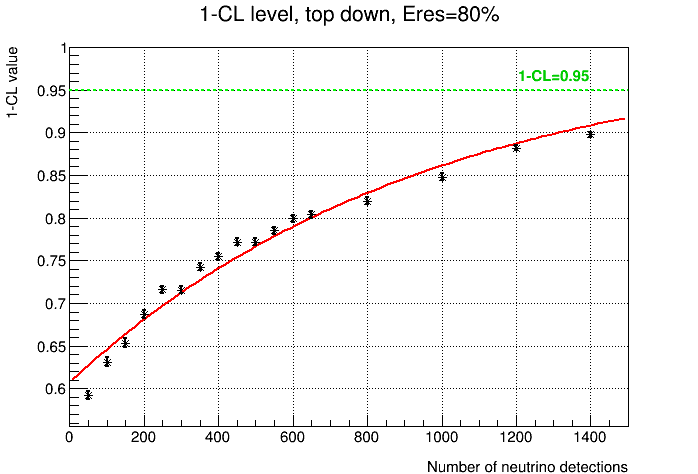 1-CL level, top down, Eres=80%
1-CL value
1
0.95
0.9
0.85
0.8
0.75
0.7
0.65
0.6
1-CL=0.95
0 200 400 600 800 1000 1200 1400
Number of neutrino detections